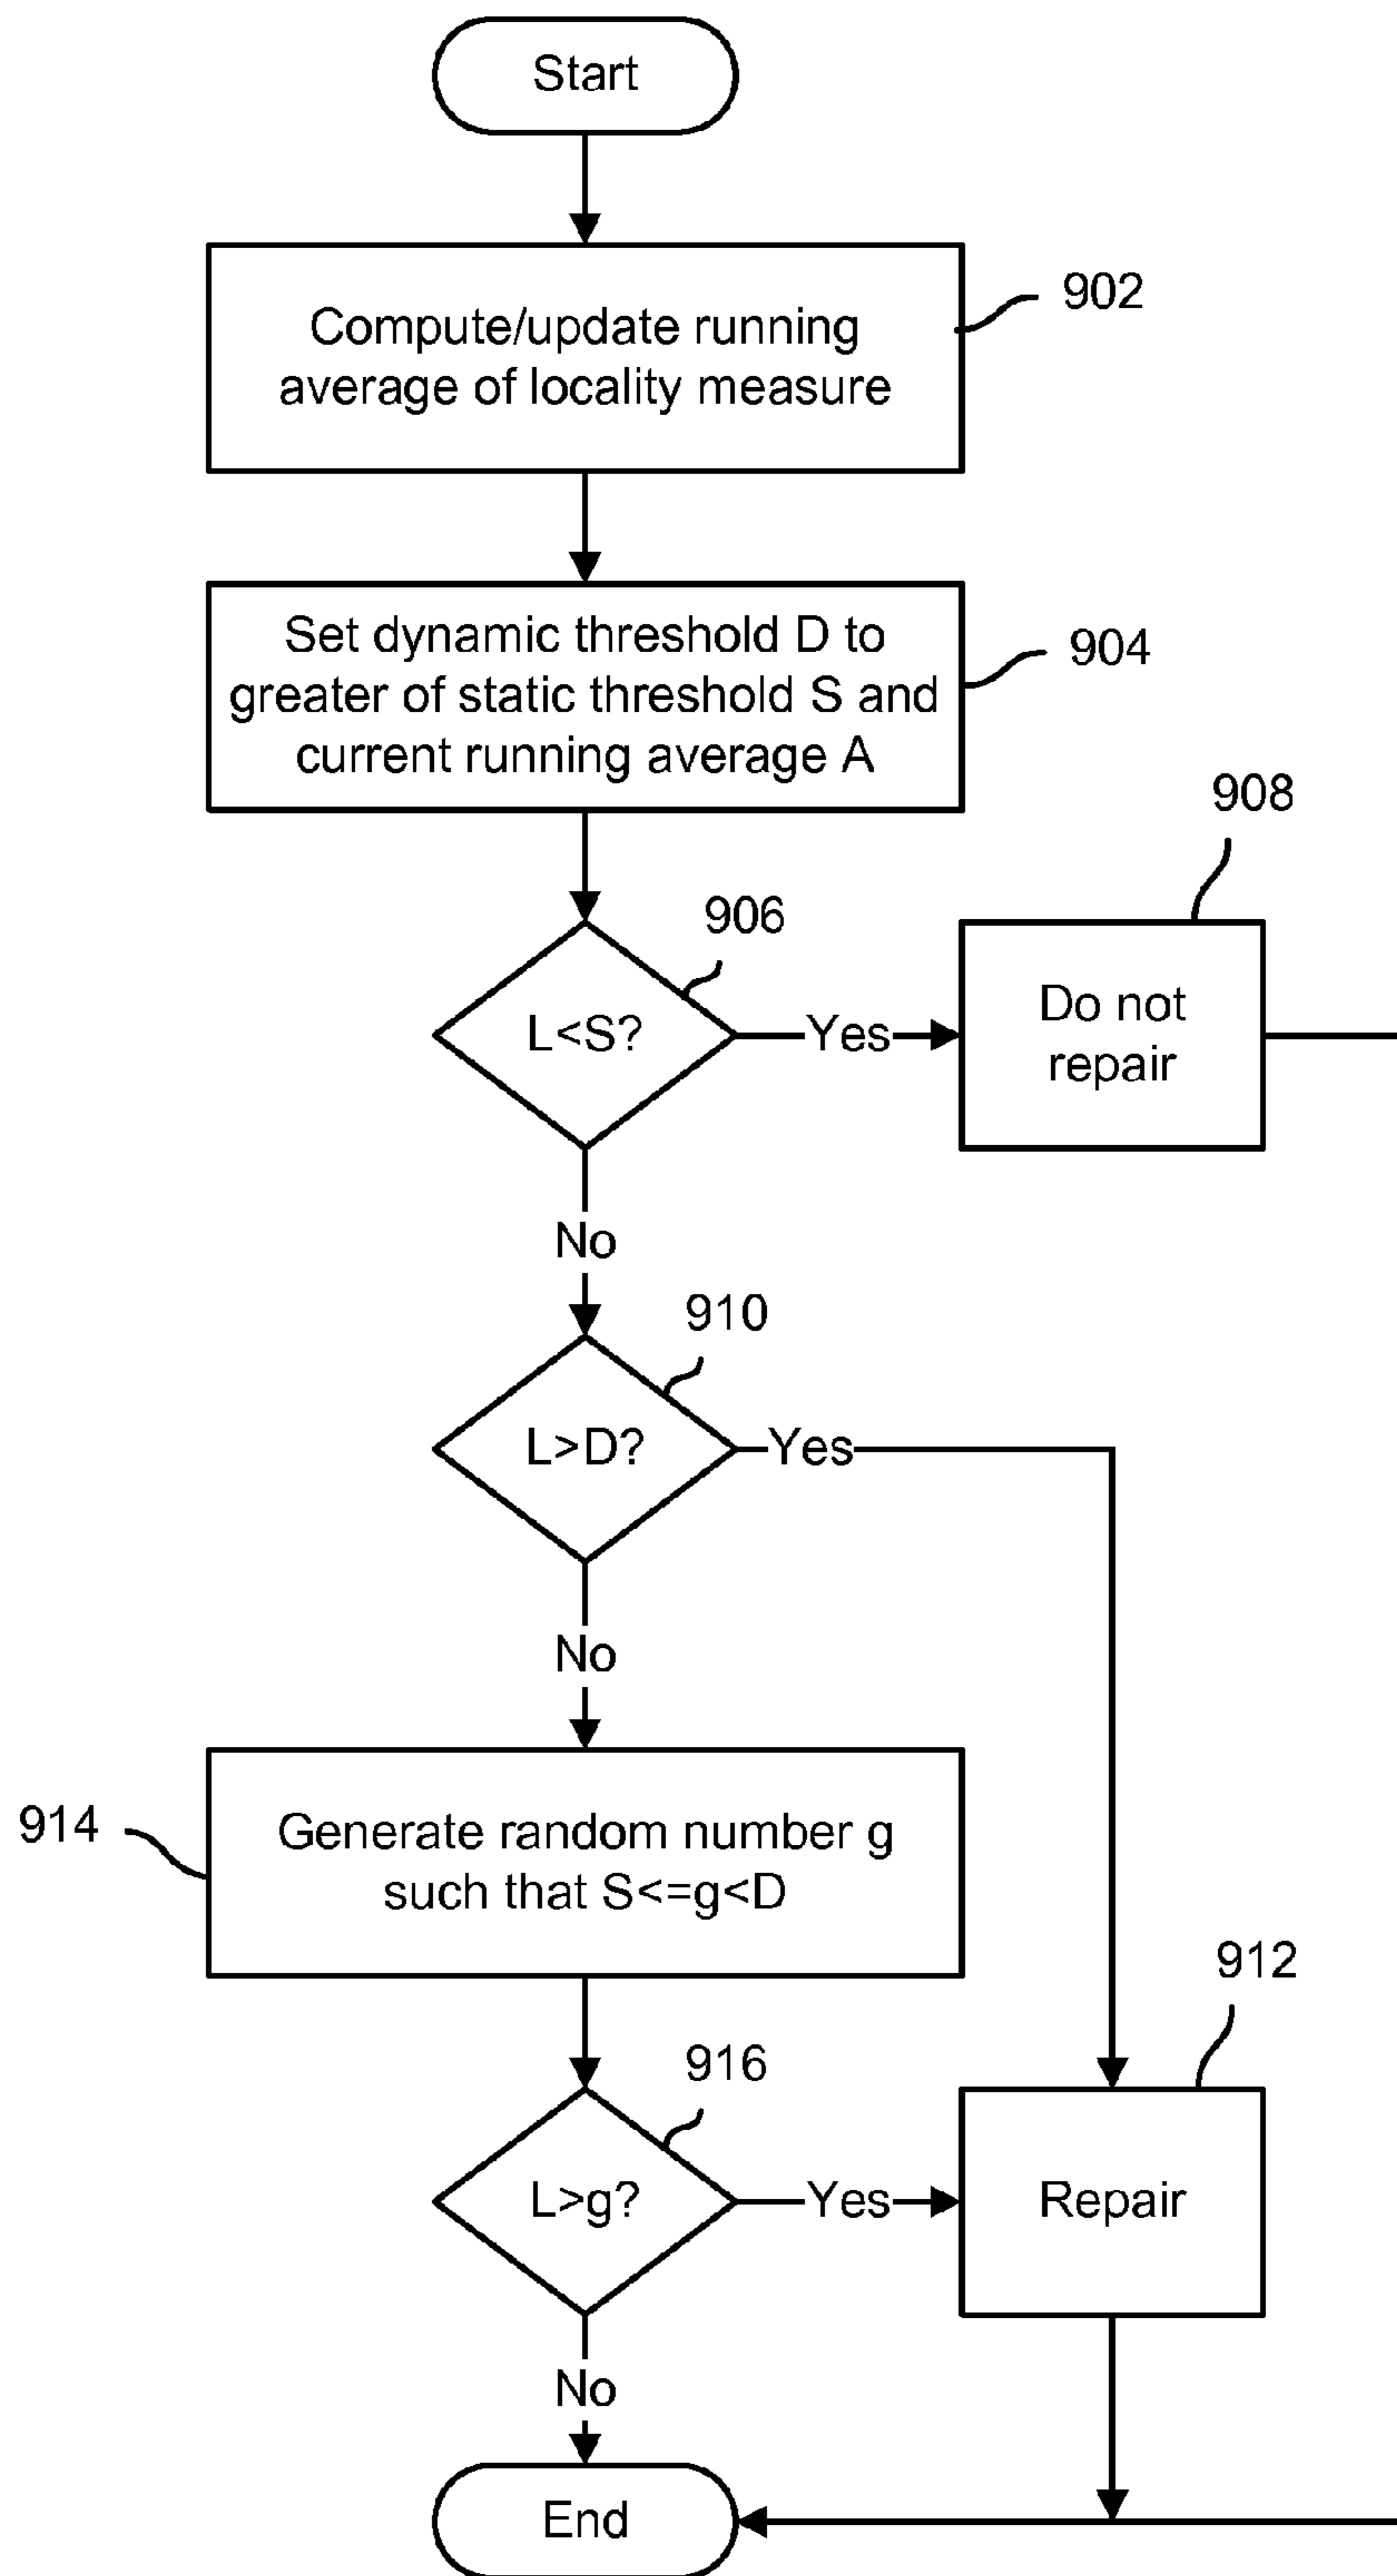 Start
Compute/update running
average of locality measure
902
Set dynamic threshold D to
greater of static threshold S and
current running average A
904
908
906
L<S?
Yes
Do not
repair
No
910
L>D?
Yes
No
914
Generate random number g
such that S<=g<D
912
916
L>g?
Yes
Repair
No
End